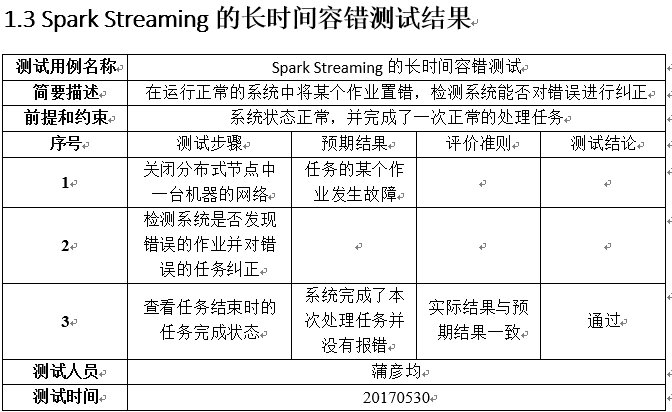 1.3 Spark Streaming 的长时间容错测试结果
测试用例名称 Spark Streaming 的长时间容错测试
简要描述 在运行正常的系统中将某个作业置错，检测系统能否对错误进行纠正
前提和约束 系统状态正常，并完成了一次正常的处理任务
序号 测试步骤 预期结果 评价准则 测试结论
1 关闭分布式节点中 任务的某个作
一台机器的网络 业发生故障
2 检测系统是否发现
错误的作业并对错
误的任务纠正
3 查看任务结束时的 系统完成了本 实际结果与预 通过
任务完成状态 次处理任务并 期结果一致
没有报错
测试人员 蒲彦均
测试时间 20170530